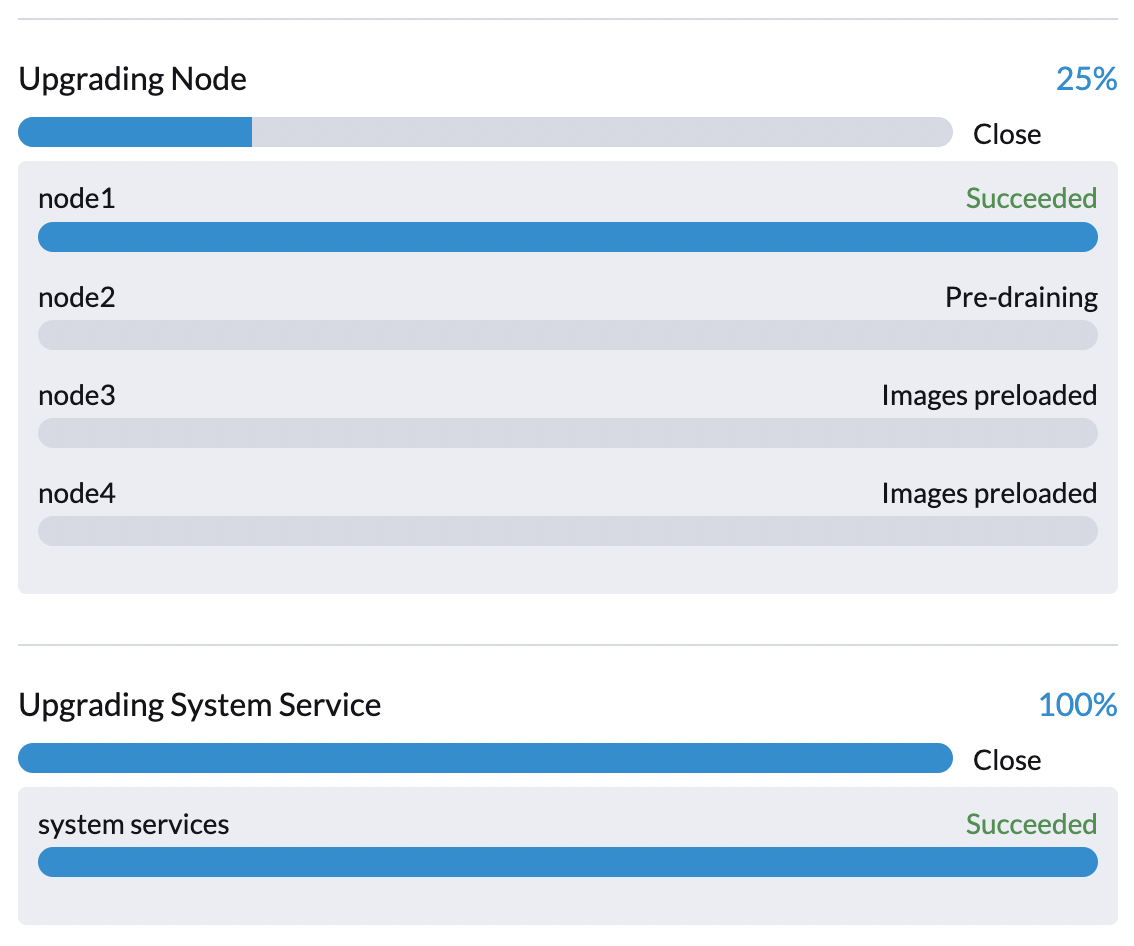 Upgrading Node 25%
Close
node1 Succeeded
node2 Pre-draining
node3 Images preloaded
node4 Images preloaded
Upgrading System Service 100%
Close
system services Succeeded